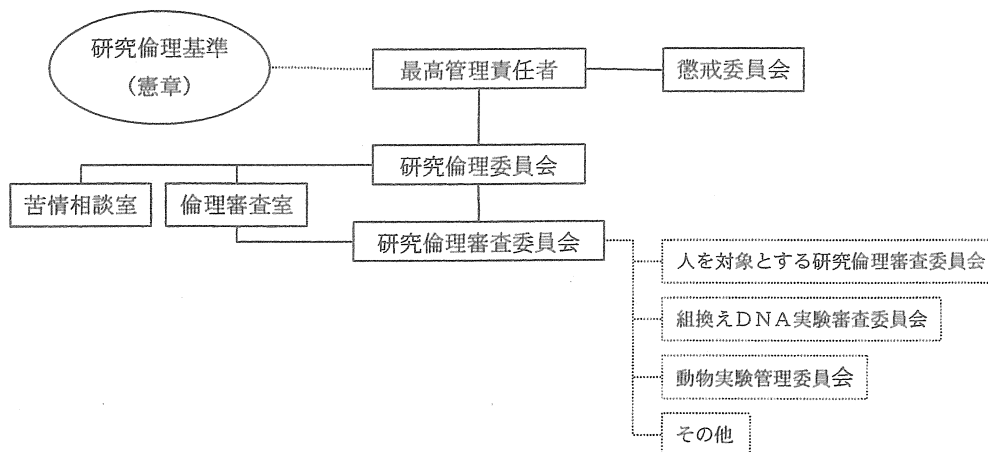 研究倫理基準
（憲章）
最高管理責任者
懲戒委員会
研究倫理委員会
苦情相談室
倫理審査室
研究倫理審査委員会
人を対象とする研究倫理審査委員会
組換えＤＮＡ実験審査委員会
動物実験管理委員会
その他